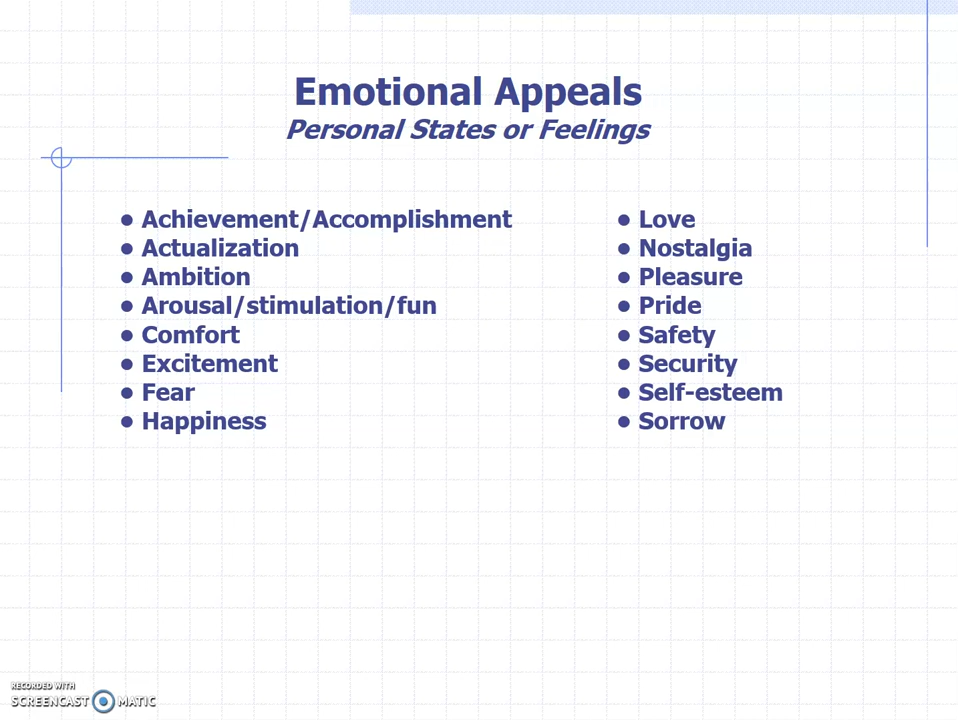 Emotional Appeals
Personal States or Feelings
• Achievement/Accomplishment
• Actualization
• Ambition
• Arousal/stimulation/fun
• Comfort
• Excitement
• Fear
• Happiness
• Love
• Nostalgia
• Pleasure
• Pride
• Safety
• Security
• Self-esteem
• Sorrow
RECORDED WITH
SCREENCAST MATIC